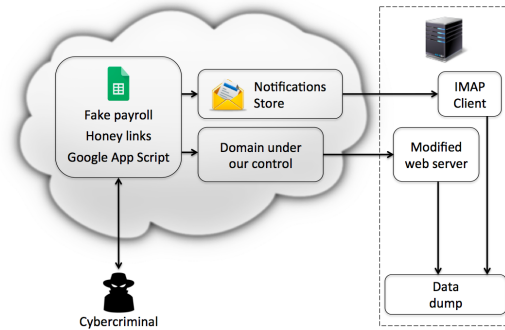 Fake payroll
Honey links
Google App Script
Notifications
Store
Domain under
our control
IMAP
Client
Modified
web server
Data
dump
Cybercriminal